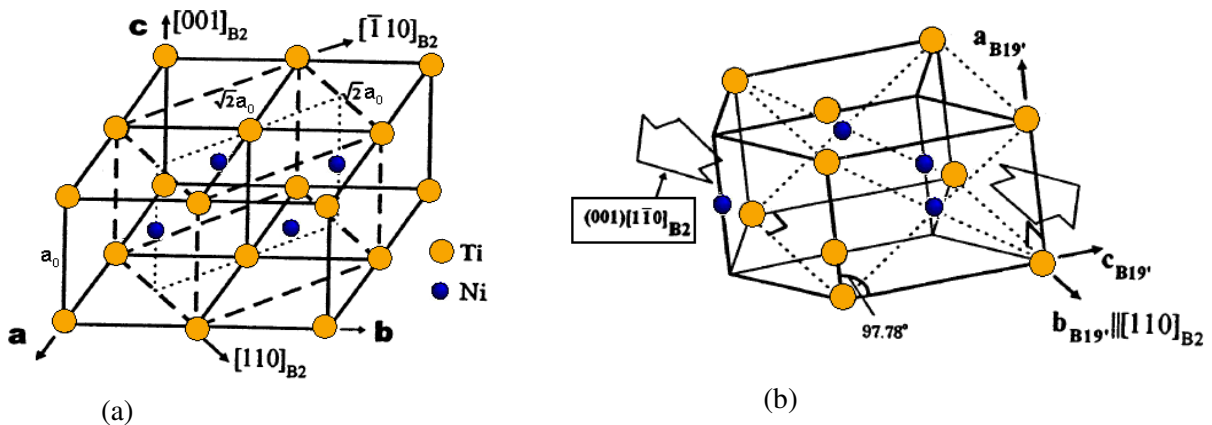 c
[001]B2
[1̄10]B2
√2a₀
√2a₀
a₀
Ti
Ni
a
b
[110]B2
(a)
aB19'
(001)[11̄0]B2
97.78°
cB19'
bB19'||[110]B2
(b)